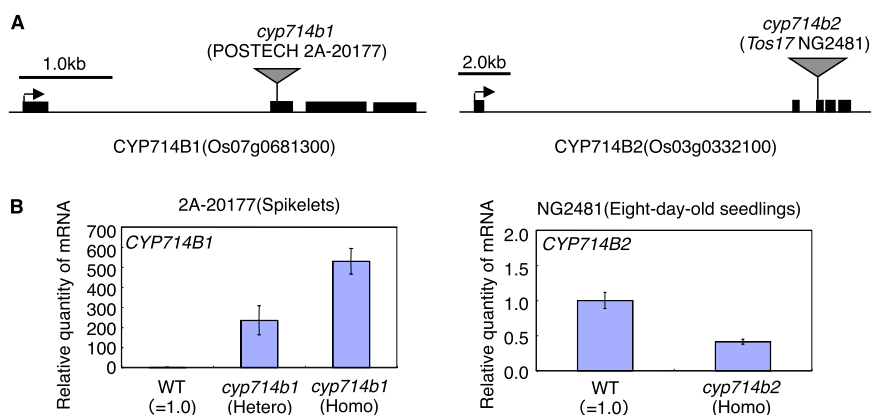 A
cyp714b1
(POSTECH 2A-20177)
1.0kb
CYP714B1(Os07g0681300)
cyp714b2
(Tos17 NG2481)
2.0kb
CYP714B2(Os03g0332100)
B
2A-20177(Spikelets)
Relative quantity of mRNA
700
600
500
400
300
200
100
0
CYP714B1
WT
(=1.0)
cyp714b1
(Hetero)
cyp714b1
(Homo)
NG2481(Eight-day-old seedlings)
Relative quantity of mRNA
2.0
1.5
1.0
0.5
0.0
CYP714B2
WT
(=1.0)
cyp714b2
(Homo)